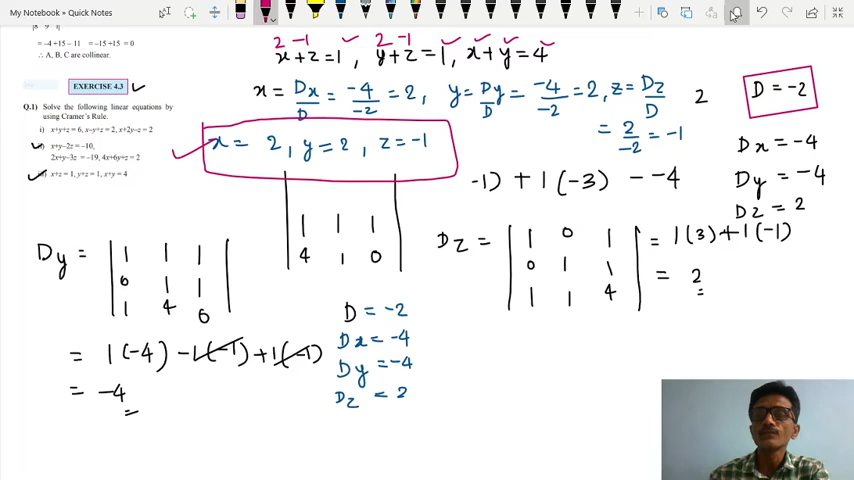 My Pocket - Quick Notes
= -4 +15 - 11 = -15 +15 = 0
∴ A, B, C are collinear.
EXERCISE 4.3
Q.1) Solve the following linear equations by
using Cramer's Rule.
i) x+y+z = 6, x-y+z = 2, x+2y-z = 2
x+y-2z = -10,
2x+y-3z = -19, 4x+6y+z = 2
x+z = 1, y+z = 1, x+y = 4
2 -1 2 -1
x+z=1 , y+z=1, x+y=4
x = Dx/D = -4/-2 = 2, y = Dy/D = -4/-2 = 2, z = Dz/D
= 2/-2 = -1
2
x = 2, y=2, z=-1
D = -2
Dx = -4
Dy = -4
Dz = 2
-1) + 1(-3) - -4
1 1 1
4 1 0
Dy = | 1 1 1 |
| 0 1 1 |
| 1 4 0 |
= 1(-4) -1(-1) +1(-1)
= -4
D = -2
Dx = -4
Dy = -4
Dz = 2
Dz = | 1 0 1 | = 1(3)+1(-1)
| 0 1 1 | = 2
| 1 1 4 |